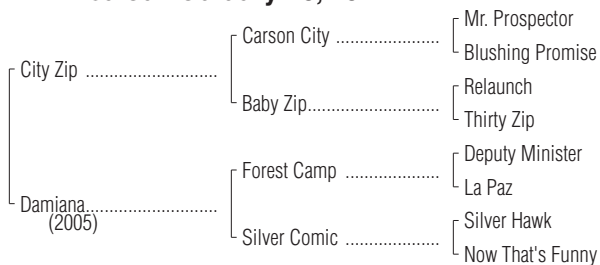 Mr. Prospector
Carson City ....................
Blushing Promise
City Zip .........................
Relaunch
Baby Zip.........................
Thirty Zip
Deputy Minister
Forest Camp ..................
La Paz
Damiana.........................
(2005)
Silver Hawk
Silver Comic ..................
Now That's Funny